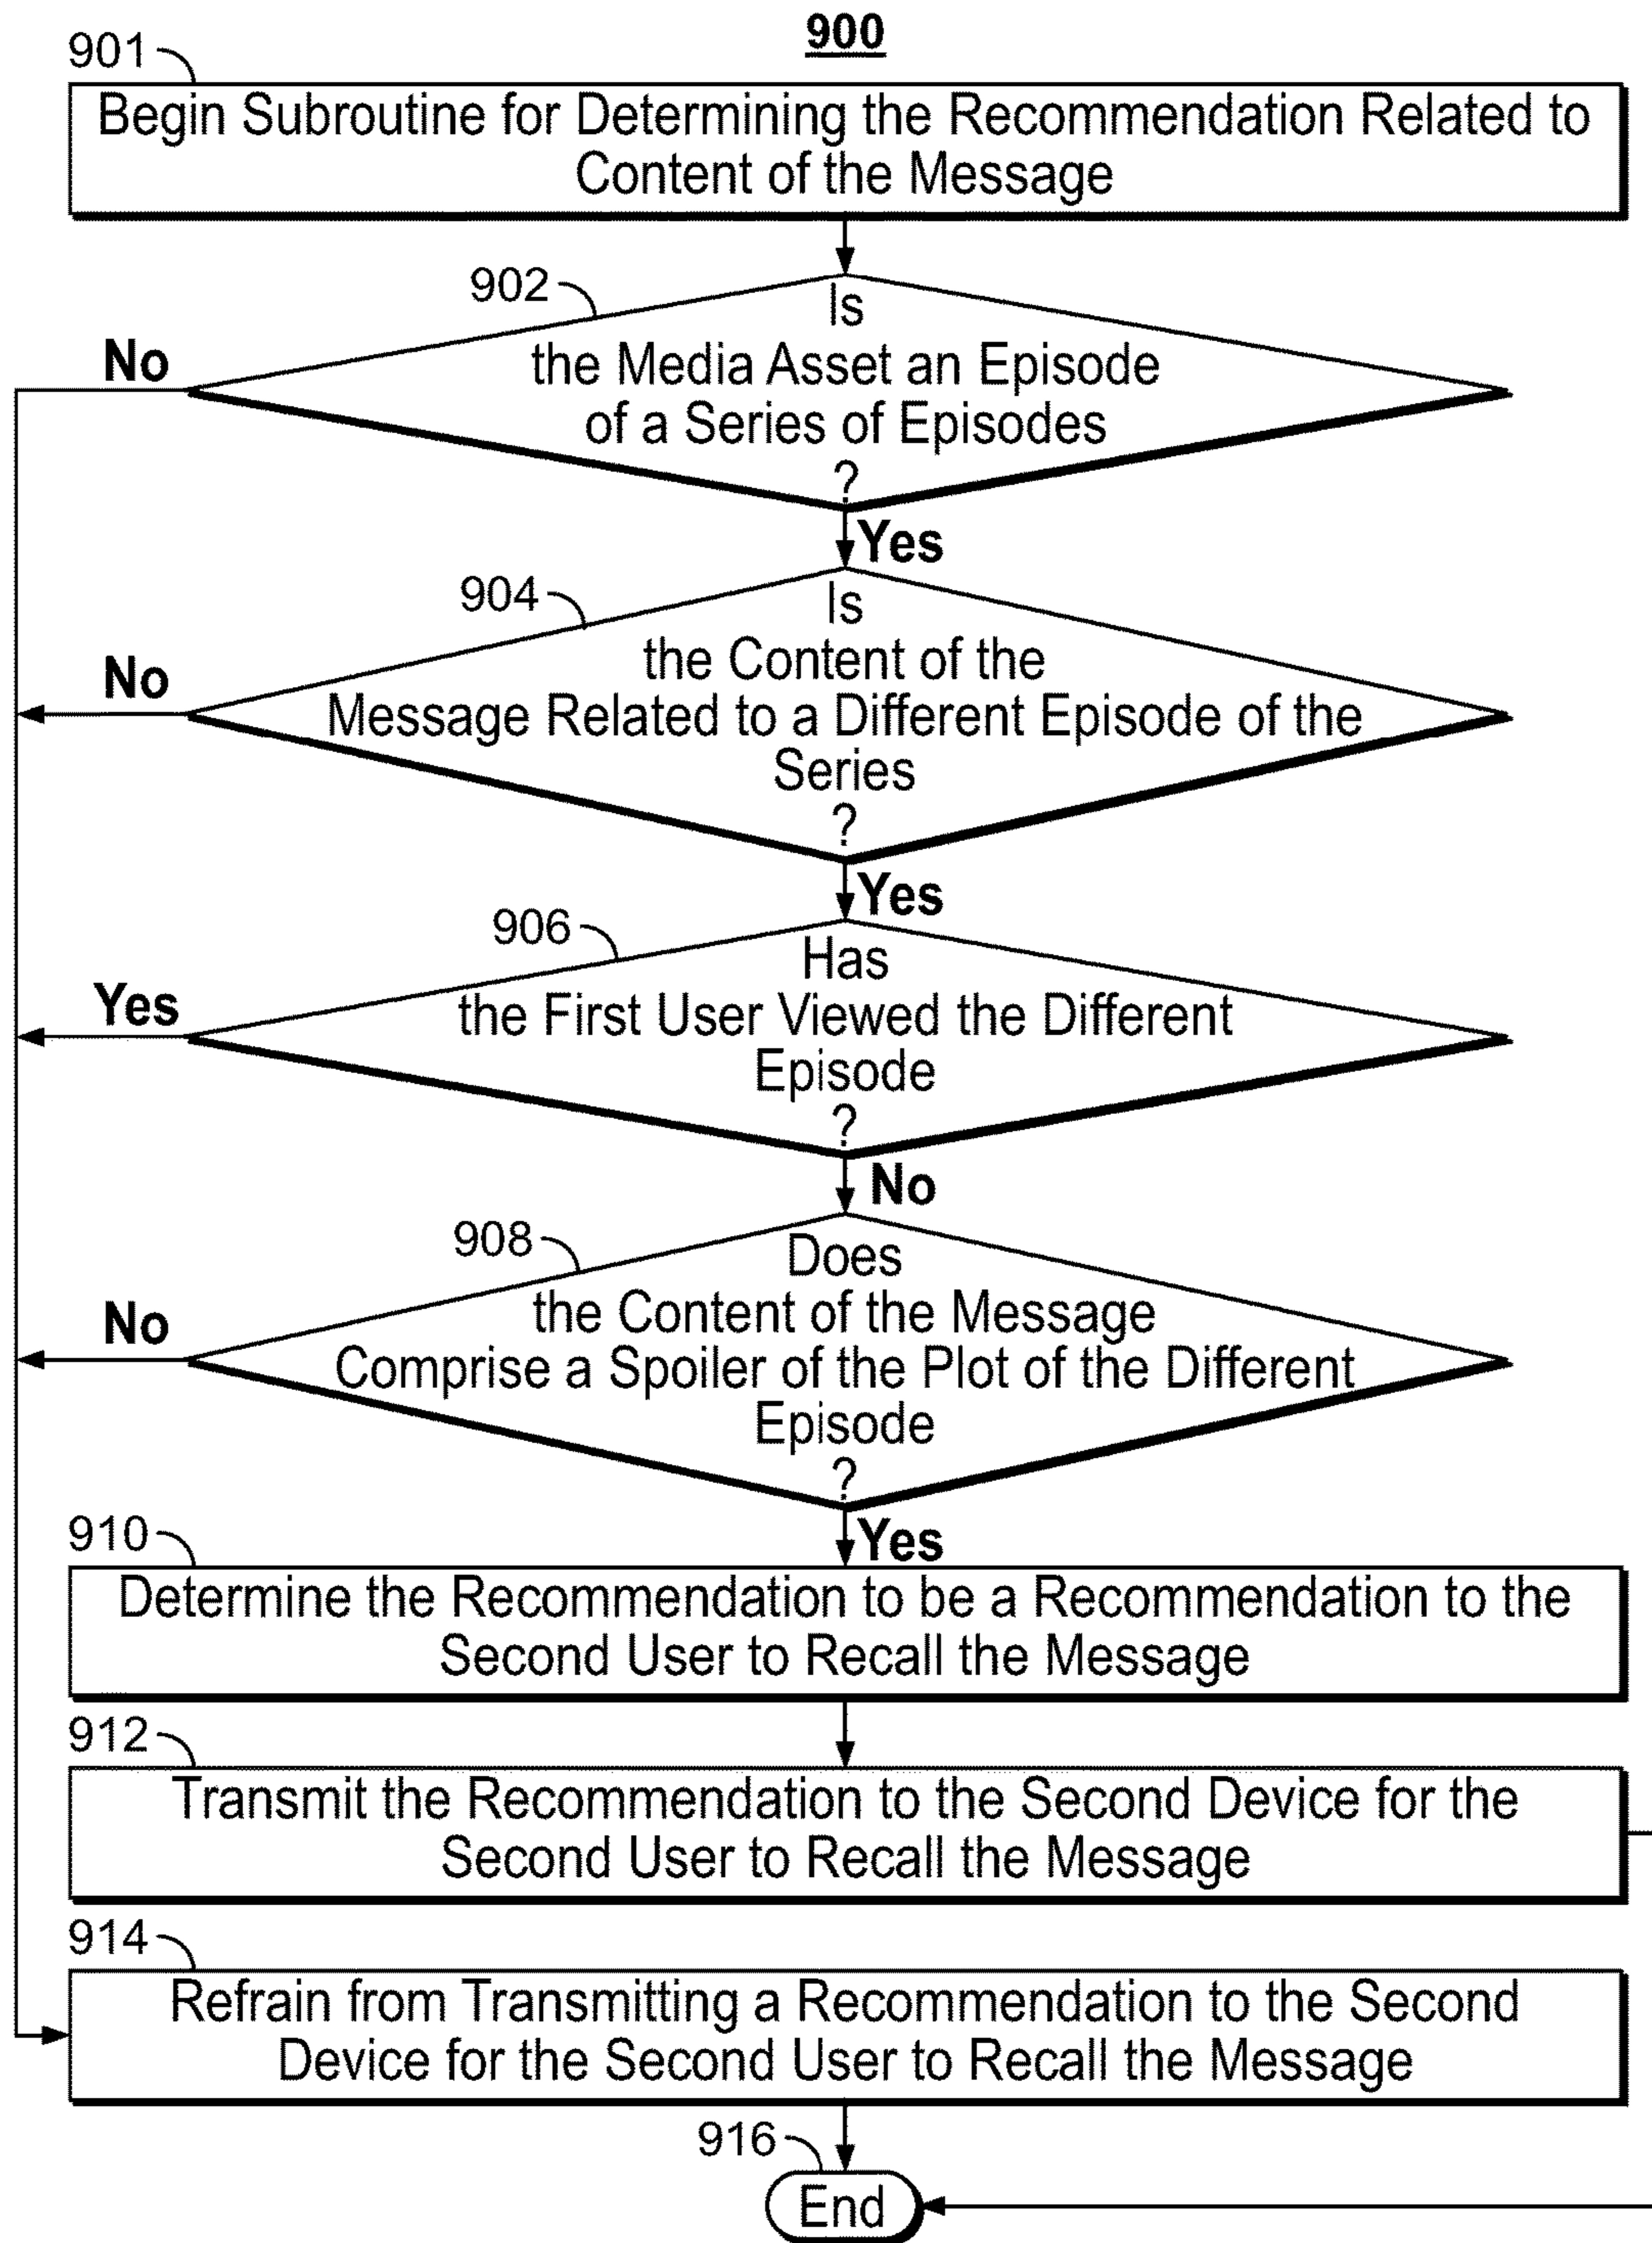 900
901
Begin Subroutine for Determining the Recommendation Related to
Content of the Message
902
Is
the Media Asset an Episode
of a Series of Episodes
?
No
Yes
904
Is
the Content of the
Message Related to a Different Episode of the
Series
?
No
Yes
906
Has
the First User Viewed the Different
Episode
?
Yes
No
908
Does
the Content of the Message
Comprise a Spoiler of the Plot of the Different
Episode
?
No
Yes
910
Determine the Recommendation to be a Recommendation to the
Second User to Recall the Message
912
Transmit the Recommendation to the Second Device for the
Second User to Recall the Message
914
Refrain from Transmitting a Recommendation to the Second
Device for the Second User to Recall the Message
916
End